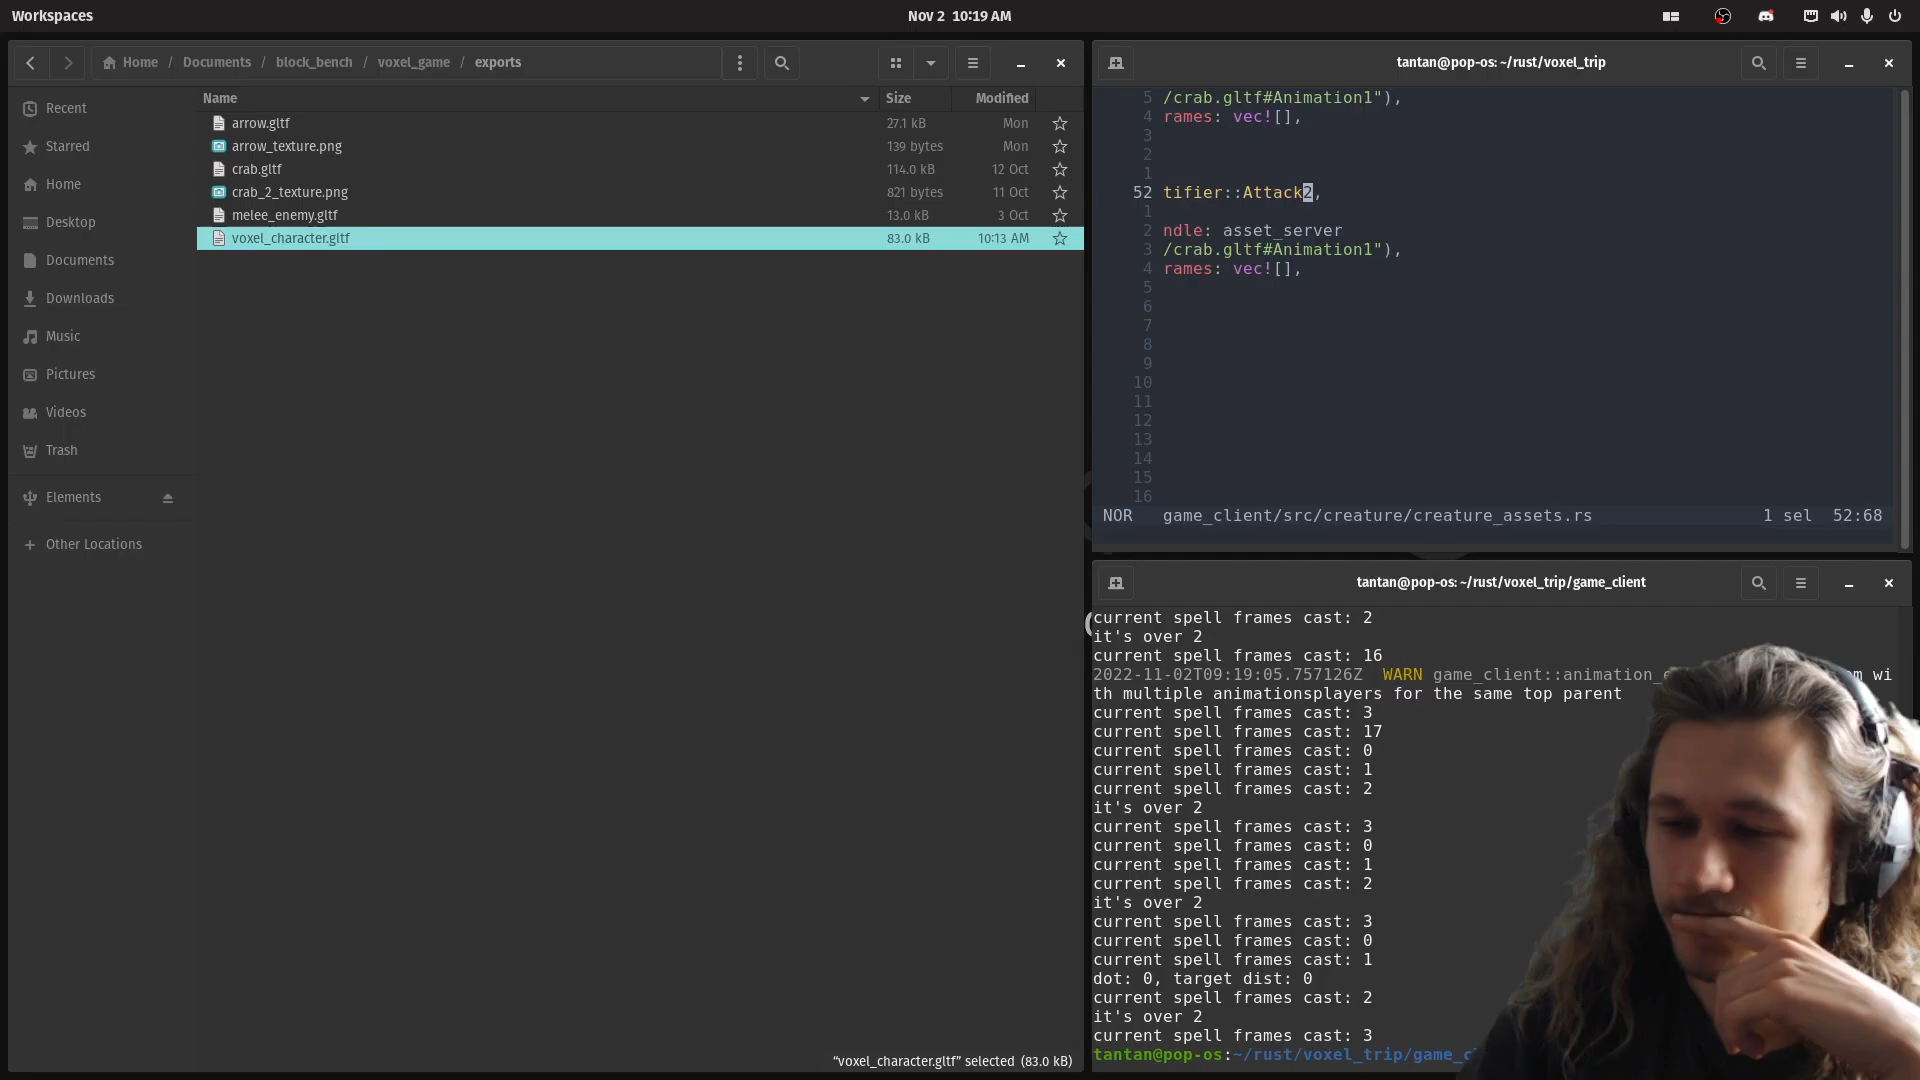 Workspaces
Nov 2 10:19 AM
Home / Documents / block_bench / voxel_game / exports
Recent
Starred
Home
Desktop
Documents
Downloads
Music
Pictures
Videos
Trash
Elements
Other Locations
Name Size Modified
arrow.gltf 27.1 kB Mon
arrow_texture.png 139 bytes Mon
crab.gltf 114.0 kB 12 Oct
crab_2_texture.png 821 bytes 11 Oct
melee_enemy.gltf 13.0 kB 3 Oct
voxel_character.gltf 83.0 kB 10:13 AM
“voxel_character.gltf” selected (83.0 kB)
tantan@pop-os: ~/rust/voxel_trip
5 /crab.gltf#Animation1"),
4 rames: vec![],
3
2
1
52 tifier::Attack2,
1
2 ndle: asset_server
3 /crab.gltf#Animation1"),
4 rames: vec![],
5
6
7
8
9
10
11
12
13
14
15
16
NOR game_client/src/creature/creature_assets.rs 1 sel 52:68
tantan@pop-os: ~/rust/voxel_trip/game_client
current spell frames cast: 2
it's over 2
current spell frames cast: 16
2022-11-02T09:19:05.757126Z WARN game_client::animation_ wi
th multiple animationsplayers for the same top parent
current spell frames cast: 3
current spell frames cast: 17
current spell frames cast: 0
current spell frames cast: 1
current spell frames cast: 2
it's over 2
current spell frames cast: 3
current spell frames cast: 0
current spell frames cast: 1
current spell frames cast: 2
it's over 2
current spell frames cast: 3
current spell frames cast: 0
current spell frames cast: 1
dot: 0, target dist: 0
current spell frames cast: 2
it's over 2
current spell frames cast: 3
tantan@pop-os:~/rust/voxel_trip/game_c